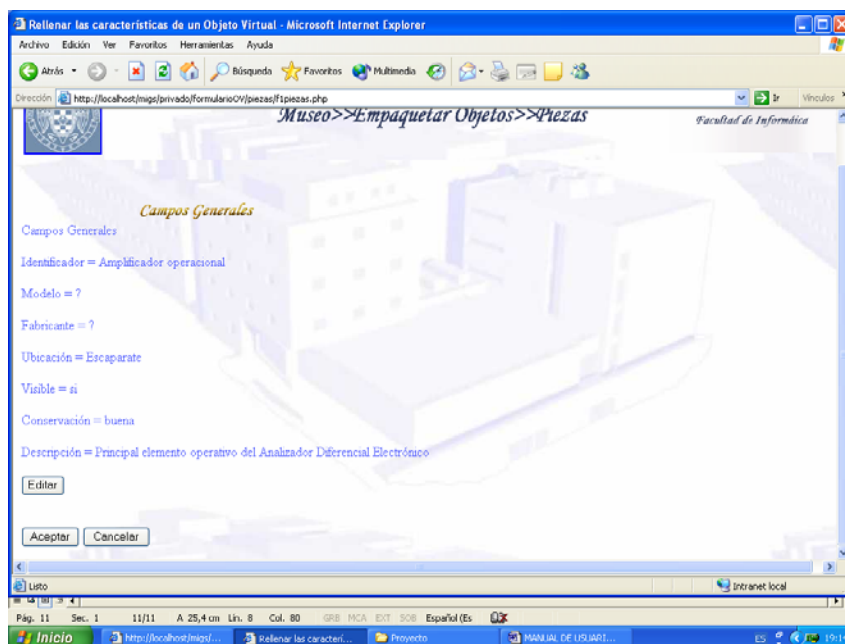 Rellenar las características de un Objeto Virtual - Microsoft Internet Explorer
Archivo Edición Ver Favoritos Herramientas Ayuda
Atrás Búsqueda Favoritos Multimedia
Dirección http://localhost/migs/privado/formularioOV/piezas/f1piezas.php Ir Vínculos
Museo>>Empaquetar Objetos>>Piezas
Facultad de Informáica
Campos Generales
Campos Generales
Identificador = Amplificador operacional
Modelo = ?
Fabricante = ?
Ubicación = Escaparate
Visible = si
Conservación = buena
Descripción = Principal elemento operativo del Analizador Diferencial Electrónico
Editar
Aceptar Cancelar
Listo Intranet local
Pág. 11 Sec. 1 11/11 A 25,4 cm Lín. 8 Col. 80 GRB MCA EXT SOB Español (Es
Inicio http://localhost/migs/... Rellenar las caracterí... Proyecto MANUAL DE USUARI... ES 19:1